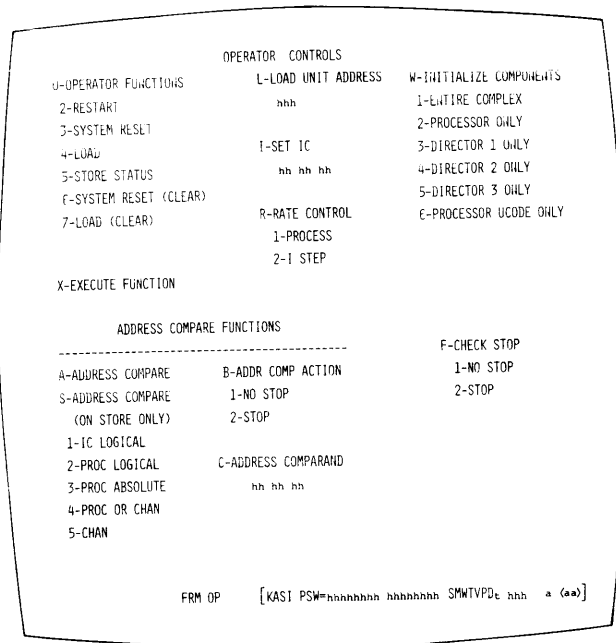 OPERATOR CONTROLS
O-OPERATOR FUNCTIONS
2-RESTART
3-SYSTEM RESET
4-LOAD
5-STORE STATUS
6-SYSTEM RESET (CLEAR)
7-LOAD (CLEAR)
L-LOAD UNIT ADDRESS
hhh
I-SET IC
hh hh hh
R-RATE CONTROL
1-PROCESS
2-I STEP
W-INITIALIZE COMPONENTS
1-ENTIRE COMPLEX
2-PROCESSOR ONLY
3-DIRECTOR 1 ONLY
4-DIRECTOR 2 ONLY
5-DIRECTOR 3 ONLY
6-PROCESSOR UCODE ONLY
X-EXECUTE FUNCTION
ADDRESS COMPARE FUNCTIONS
A-ADDRESS COMPARE
S-ADDRESS COMPARE
(ON STORE ONLY)
1-IC LOGICAL
2-PROC LOGICAL
3-PROC ABSOLUTE
4-PROC OR CHAN
5-CHAN
B-ADDR COMP ACTION
1-NO STOP
2-STOP
C-ADDRESS COMPARAND
hh hh hh
F-CHECK STOP
1-NO STOP
2-STOP
FRM OP [KASI PSW=hhhhhhhh hhhhhhhh SMWTVPDt hhh a (aa)]